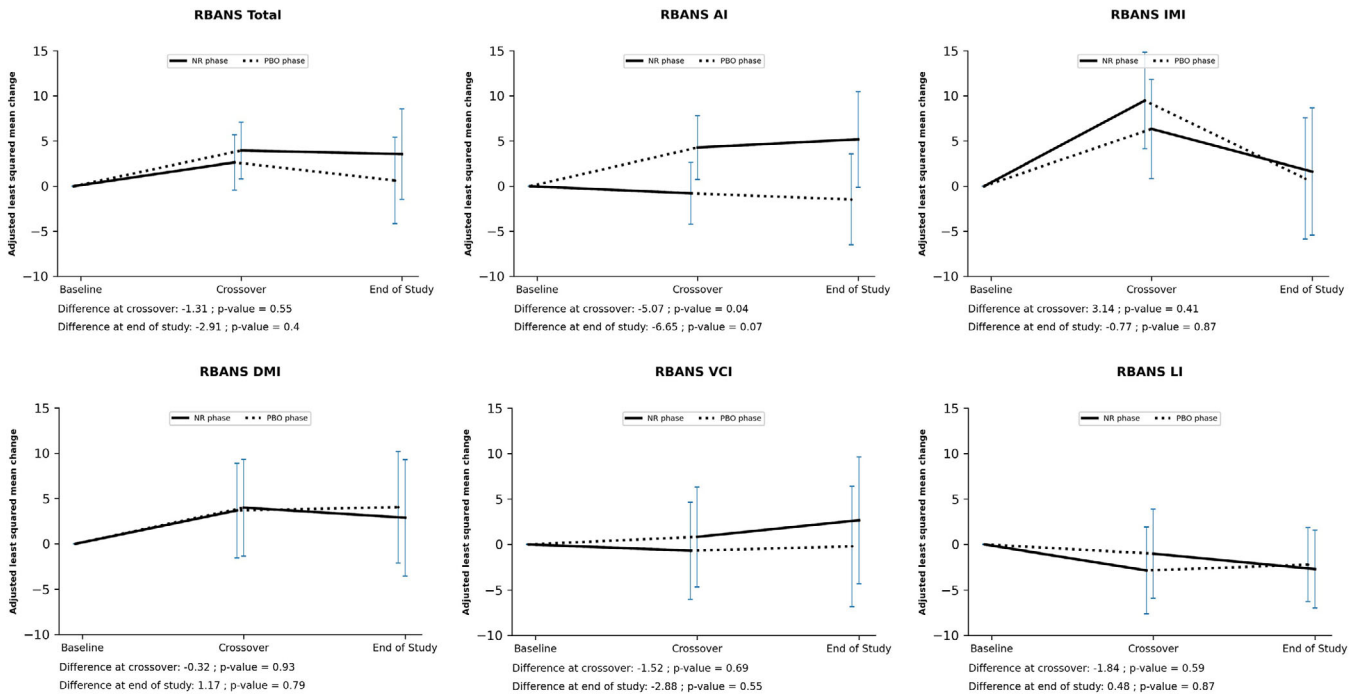 RBANS Total
RBANS AI
RBANS IMI
Adjusted least squared mean change
15
10
5
0
−5
−10
NR phase
PBO phase
Baseline
Crossover
End of Study
Difference at crossover: -1.31 ; p-value = 0.55
Difference at end of study: -2.91 ; p-value = 0.4
Adjusted least squared mean change
15
10
5
0
−5
−10
NR phase
PBO phase
Baseline
Crossover
End of Study
Difference at crossover: -5.07 ; p-value = 0.04
Difference at end of study: -6.65 ; p-value = 0.07
Adjusted least squared mean change
15
10
5
0
−5
−10
NR phase
PBO phase
Baseline
Crossover
End of Study
Difference at crossover: 3.14 ; p-value = 0.41
Difference at end of study: -0.77 ; p-value = 0.87
RBANS DMI
RBANS VCI
RBANS LI
Adjusted least squared mean change
15
10
5
0
−5
−10
NR phase
PBO phase
Baseline
Crossover
End of Study
Difference at crossover: -0.32 ; p-value = 0.93
Difference at end of study: 1.17 ; p-value = 0.79
Adjusted least squared mean change
15
10
5
0
−5
−10
NR phase
PBO phase
Baseline
Crossover
End of Study
Difference at crossover: -1.52 ; p-value = 0.69
Difference at end of study: -2.88 ; p-value = 0.55
Adjusted least squared mean change
15
10
5
0
−5
−10
NR phase
PBO phase
Baseline
Crossover
End of Study
Difference at crossover: -1.84 ; p-value = 0.59
Difference at end of study: 0.48 ; p-value = 0.87